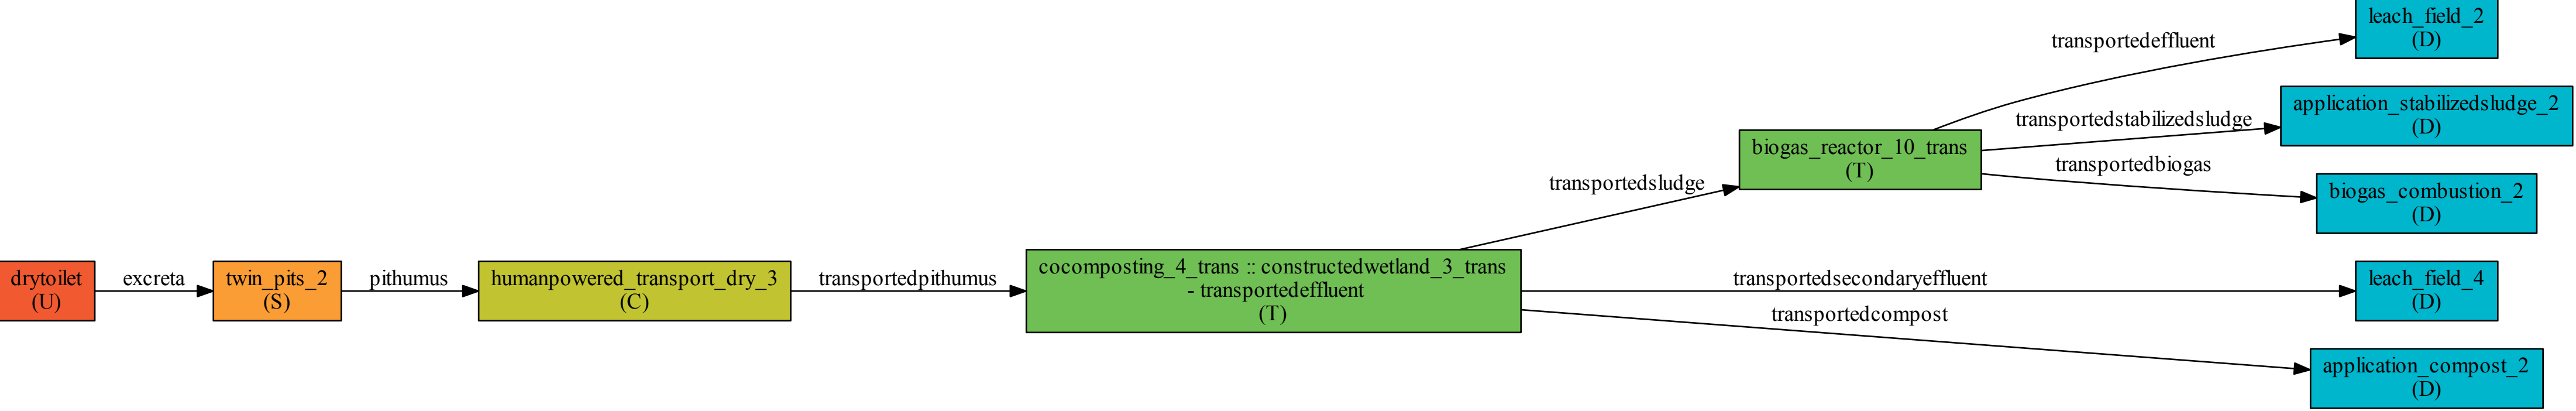 drytoilet
(U)
excreta
twin_pits_2
(S)
pithumus
humanpowered_transport_dry_3
(C)
transportedpithumus
cocomposting_4_trans :: constructedwetland_3_trans
- transportedeffluent
(T)
transportedsludge
biogas_reactor_10_trans
(T)
transportedeffluent
leach_field_2
(D)
transportedstabilizedsludge
application_stabilizedsludge_2
(D)
transportedbiogas
biogas_combustion_2
(D)
transportedsecondaryeffluent
leach_field_4
(D)
transportedcompost
application_compost_2
(D)